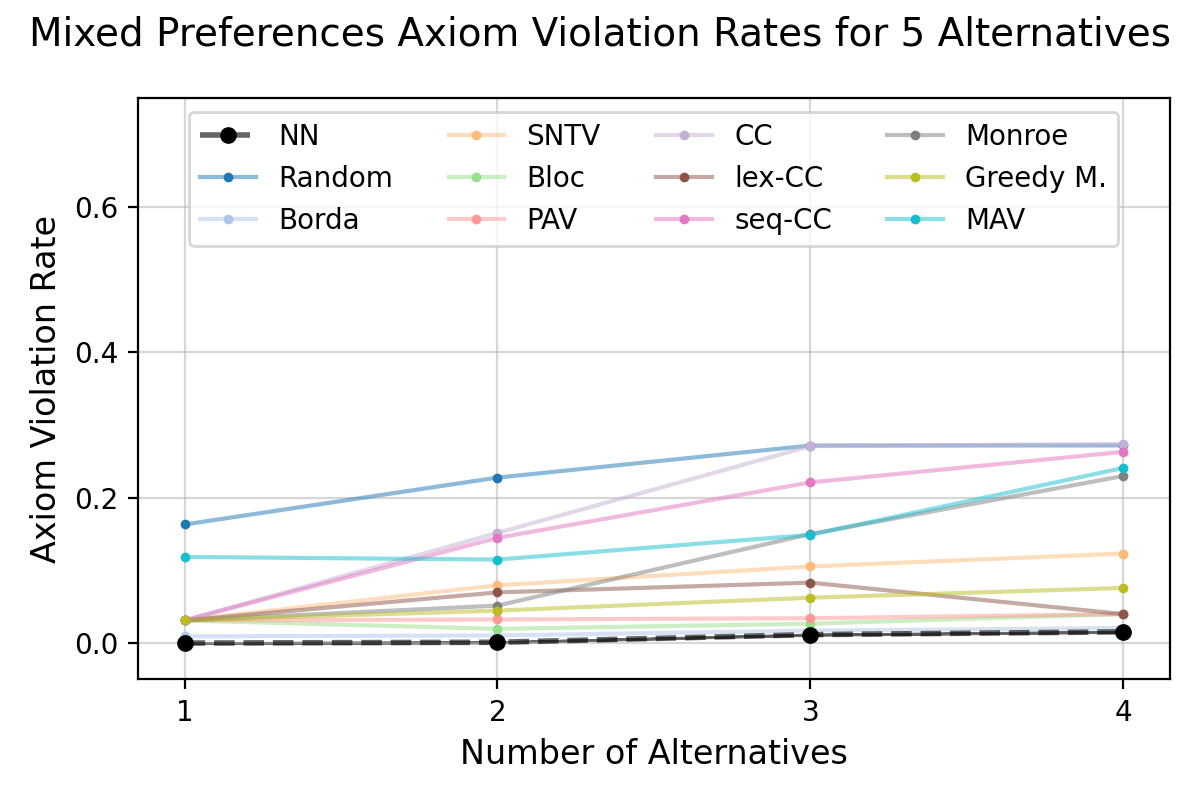 Mixed Preferences Axiom Violation Rates for 5 Alternatives
NN
Random
Borda
SNTV
Bloc
PAV
CC
lex-CC
seq-CC
Monroe
Greedy M.
MAV
Axiom Violation Rate
0.6
0.4
0.2
0.0
1
2
3
4
Number of Alternatives